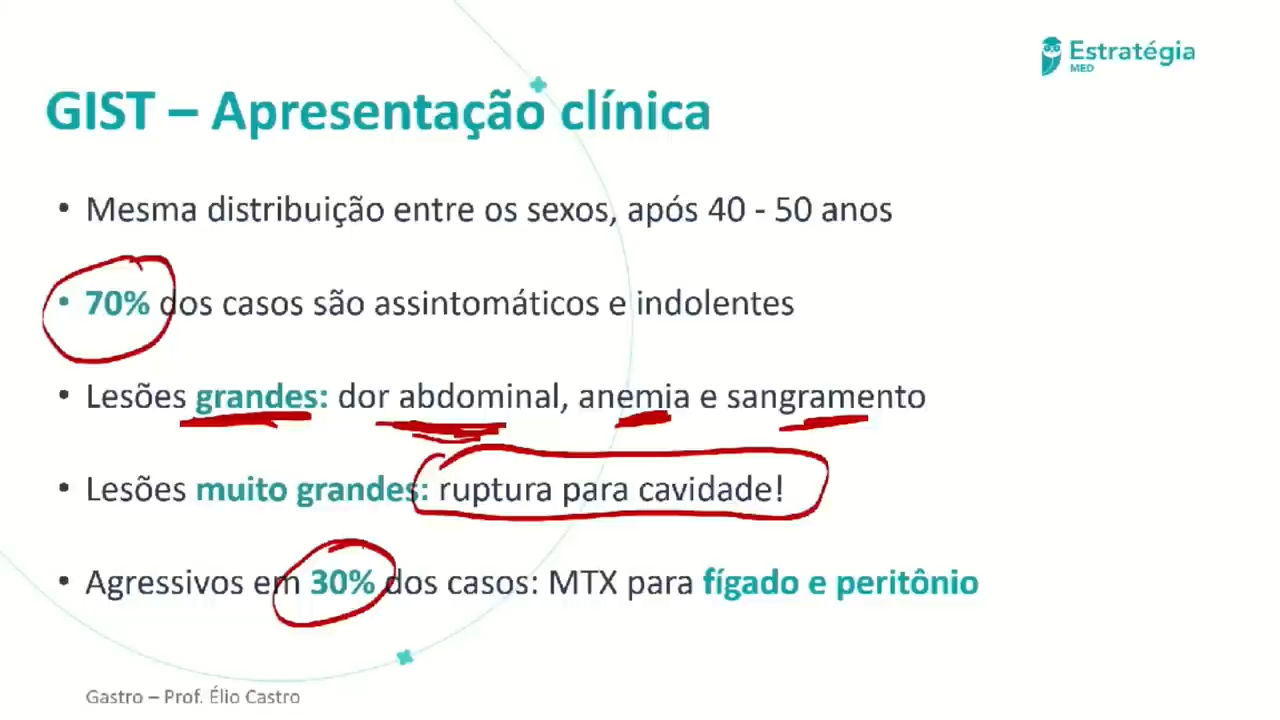 Estratégia
MED
GIST – Apresentação clínica
• Mesma distribuição entre os sexos, após 40 - 50 anos
• 70% dos casos são assintomáticos e indolentes
• Lesões grandes: dor abdominal, anemia e sangramento
• Lesões muito grandes: ruptura para cavidade!
• Agressivos em 30% dos casos: MTX para fígado e peritônio
Gastro – Prof. Élio Castro